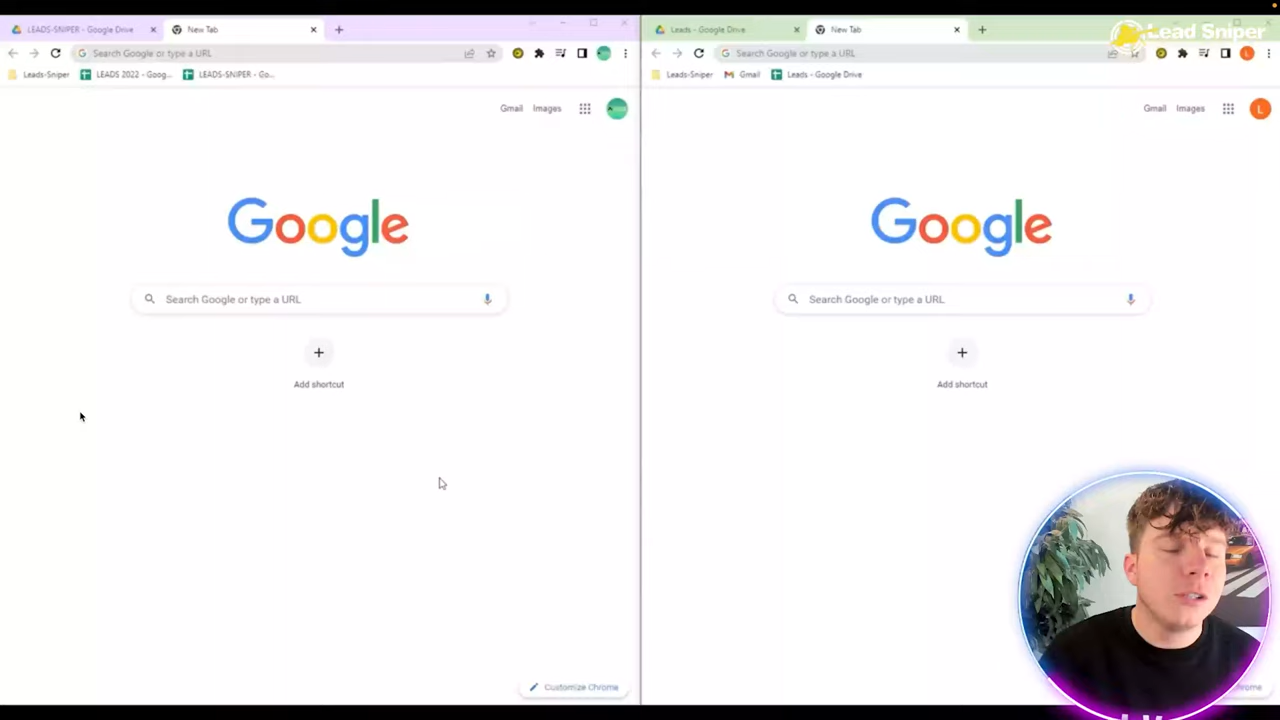 LEADS-SNIPER - Google Drive
New Tab
Search Google or type a URL
Leads-Sniper
LEADS 2022 - Goog...
LEADS-SNIPER - Go...
Gmail Images
Google
Search Google or type a URL
Add shortcut
Customize Chrome
Leads - Google Drive
New Tab
Lead Sniper
Search Google or type a URL
Leads-Sniper
Gmail
Leads - Google Drive
Gmail Images
L
L
Google
Search Google or type a URL
Add shortcut